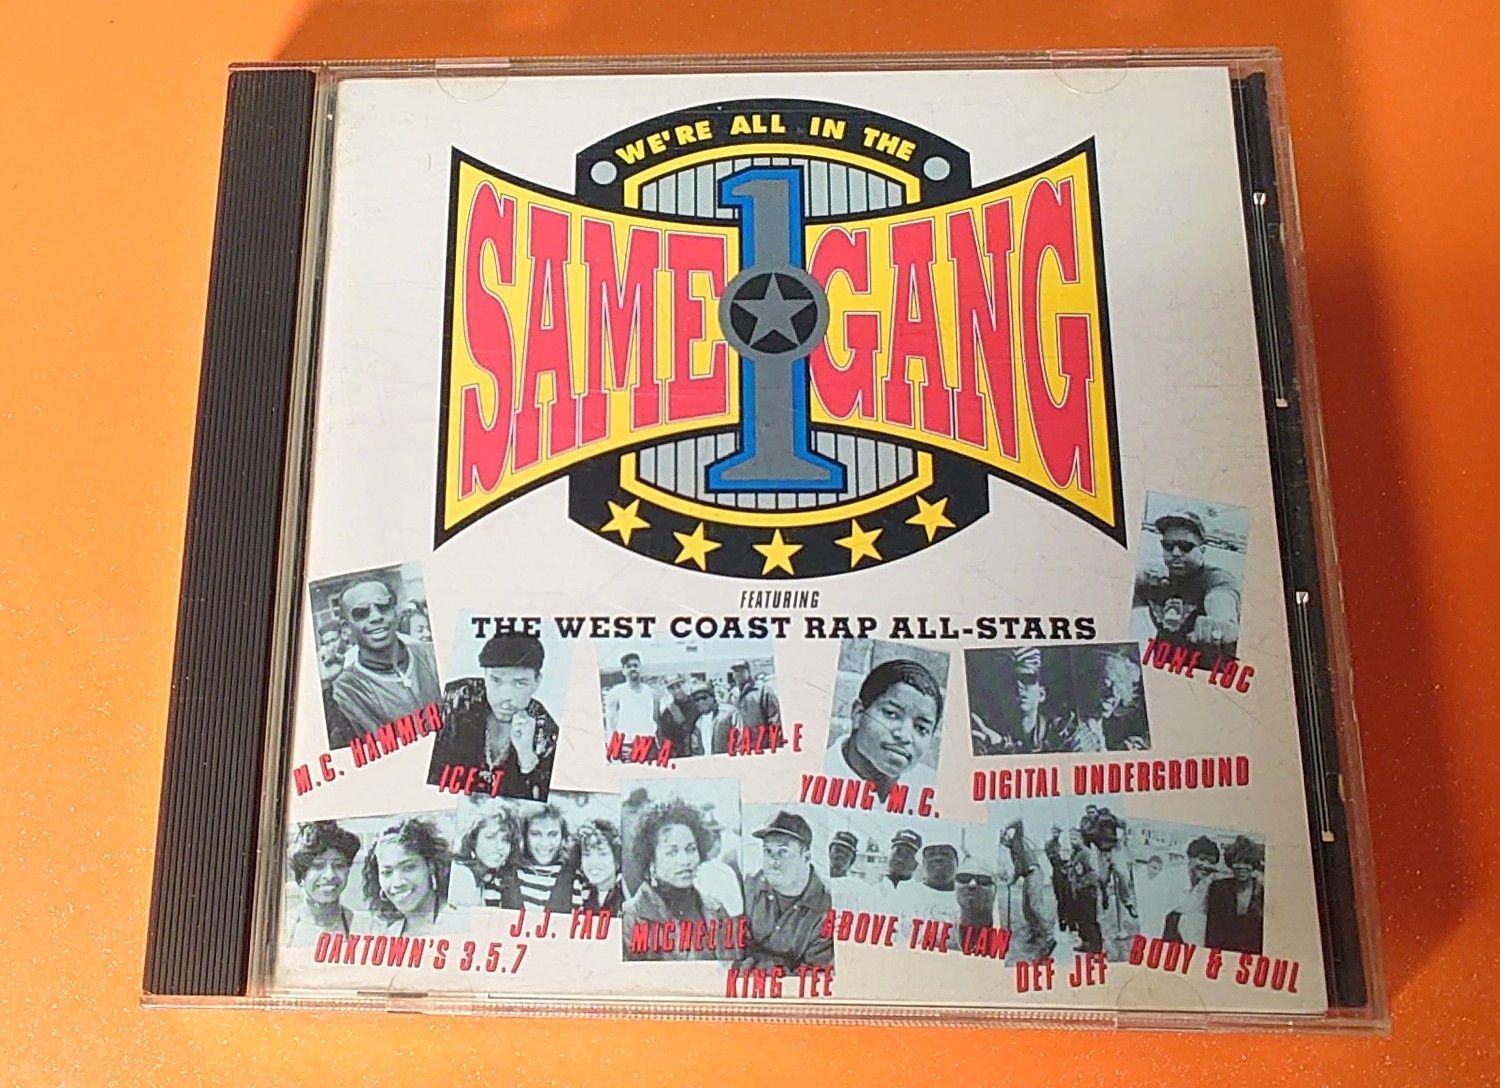 WE'RE ALL IN THE
SAME 1 GANG
FEATURING
THE WEST COAST RAP ALL-STARS
TONE LOC
M.C. HAMMER
ICE-T
N.W.A.
EAZY-E
YOUNG M.C.
DIGITAL UNDERGROUND
OAKTOWN'S 3.5.7
J.J. FAD
MICHEL'LE
KING TEE
ABOVE THE LAW
DEF JEF
BODY & SOUL